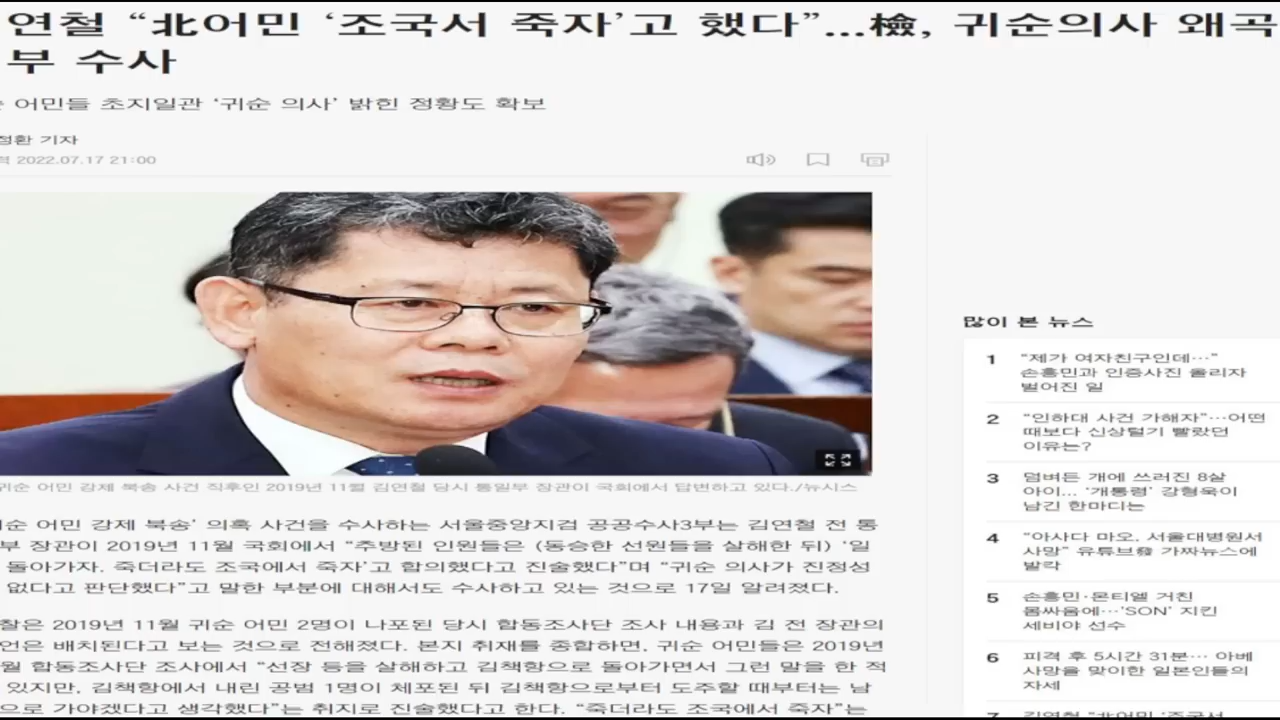 연철 “北어민 ‘조국서 죽자’고 했다”...檢, 귀순의사 왜곡
부 수사
어민들 초지일관 ‘귀순 의사’ 밝힌 정황도 확보
정환 기자
2022.07.17 21:00
귀순 어민 강제 북송 사건 직후인 2019년 11월 김연철 당시 통일부 장관이 국회에서 답변하고 있다./뉴시스
순 어민 강제 북송’ 의혹 사건을 수사하는 서울중앙지검 공공수사3부는 김연철 전 통
부 장관이 2019년 11월 국회에서 “추방된 인원들은 (동승한 선원들을 살해한 뒤) ‘일
돌아가자. 죽더라도 조국에서 죽자’고 합의했다고 진술했다”며 “귀순 의사가 진정성
없다고 판단했다”고 말한 부분에 대해서도 수사하고 있는 것으로 17일 알려졌다.
찰은 2019년 11월 귀순 어민 2명이 나포된 당시 합동조사단 조사 내용과 김 전 장관의
언은 배치된다고 보는 것으로 전해졌다. 본지 취재를 종합하면, 귀순 어민들은 2019년
월 합동조사단 조사에서 “선장 등을 살해하고 김책항으로 돌아가면서 그런 말을 한 적
있지만, 김책항에서 내린 공범 1명이 체포된 뒤 김책항으로부터 도주할 때부터는 남
으로 가야겠다고 생각했다”는 취지로 진술했다고 한다. “죽더라도 조국에서 죽자”는
많이 본 뉴스
1 “제가 여자친구인데…”
손흥민과 인증사진 올리자
벌어진 일
2 “인하대 사건 가해자”…어떤
때보다 신상털기 빨랐던
이유는?
3 덤벼든 개에 쓰러진 8살
아이... ‘개통령’ 강형욱이
남긴 한마디는
4 “아사다 마오, 서울대병원서
사망” 유튜브發 가짜뉴스에
발칵
5 손흥민·몬티엘 거친
몸싸움에…‘SON’ 지킨
세비야 선수
6 피격 후 5시간 31분… 아베
사망을 맞이한 일본인들의
자세
7 김연철 “北어민 ‘조국서